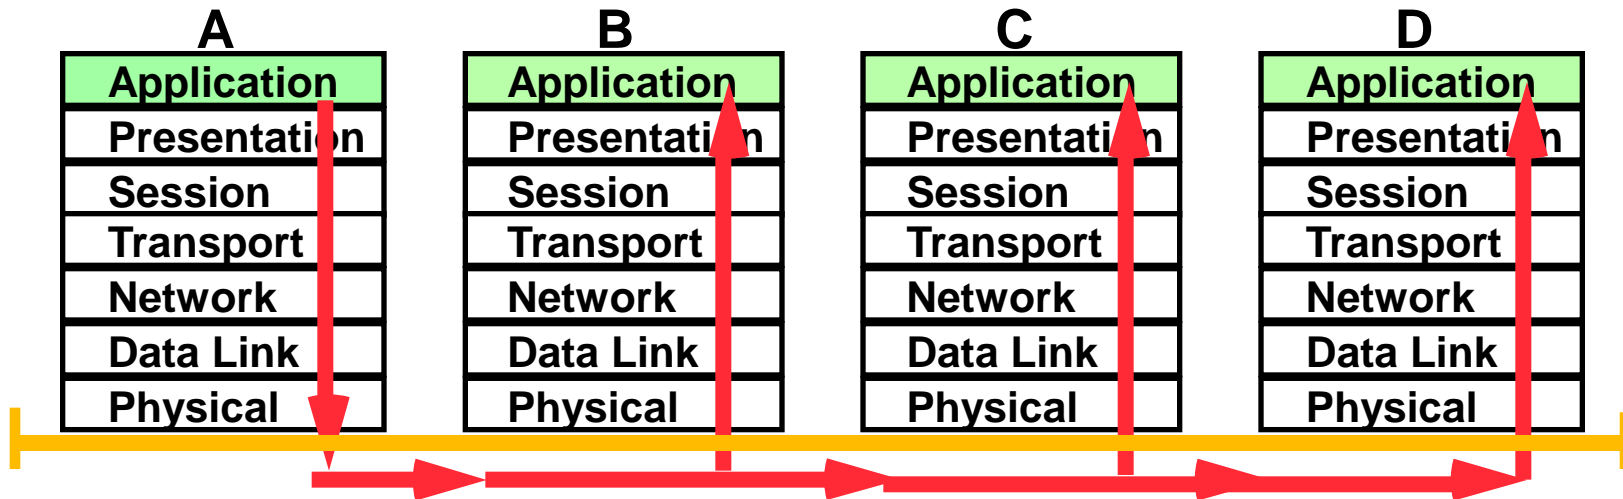 A B C D
Application Application Application Application
Presentation Presentation Presentation Presentation
Session Session Session Session
Transport Transport Transport Transport
Network Network Network Network
Data Link Data Link Data Link Data Link
Physical Physical Physical Physical